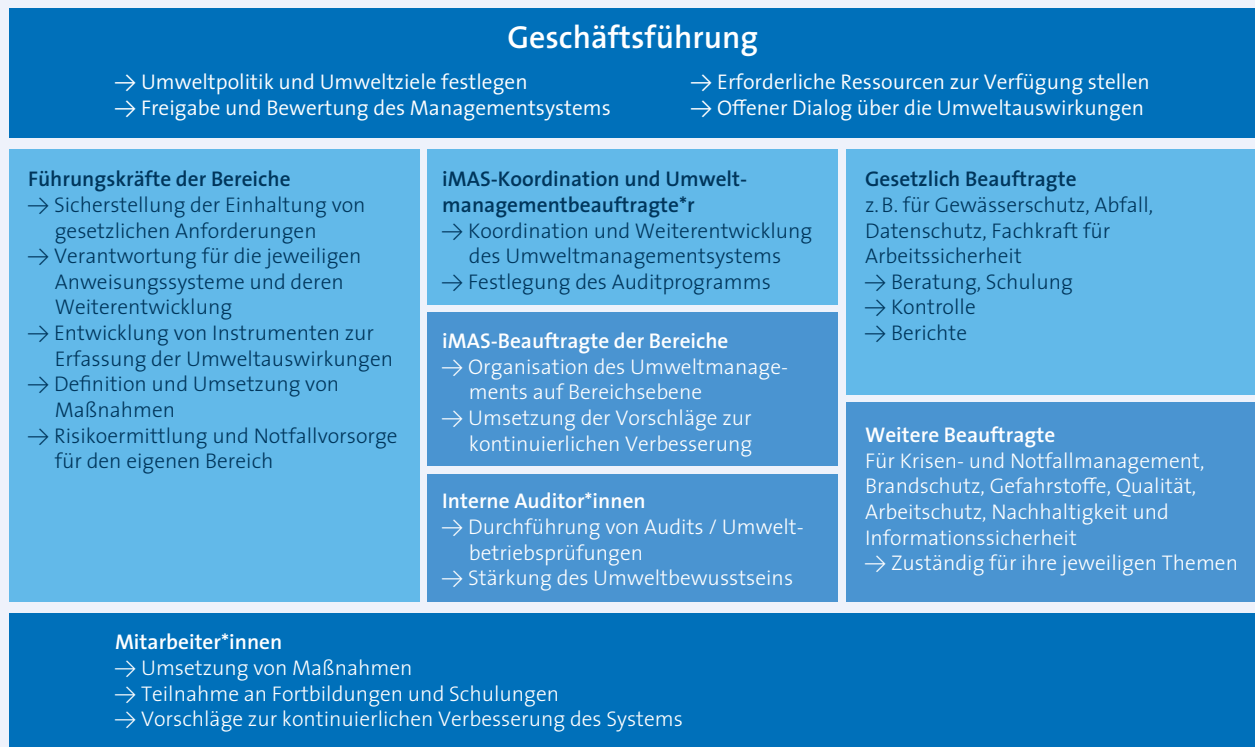 Geschäftsführung
→ Umweltpolitik und Umweltziele festlegen
→ Freigabe und Bewertung des Managementsystems
→ Erforderliche Ressourcen zur Verfügung stellen
→ Offener Dialog über die Umweltauswirkungen
Führungskräfte der Bereiche
→ Sicherstellung der Einhaltung von
gesetzlichen Anforderungen
→ Verantwortung für die jeweiligen
Anweisungssysteme und deren
Weiterentwicklung
→ Entwicklung von Instrumenten zur
Erfassung der Umweltauswirkungen
→ Definition und Umsetzung von
Maßnahmen
→ Risikoermittlung und Notfallvorsorge
für den eigenen Bereich
iMAS-Koordination und Umwelt-
managementbeauftragte*r
→ Koordination und Weiterentwicklung
des Umweltmanagementsystems
→ Festlegung des Auditprogramms
iMAS-Beauftragte der Bereiche
→ Organisation des Umweltmanage-
ments auf Bereichsebene
→ Umsetzung der Vorschläge zur
kontinuierlichen Verbesserung
Interne Auditor*innen
→ Durchführung von Audits / Umwelt-
betriebsprüfungen
→ Stärkung des Umweltbewusstseins
Gesetzlich Beauftragte
z. B. für Gewässerschutz, Abfall,
Datenschutz, Fachkraft für
Arbeitssicherheit
→ Beratung, Schulung
→ Kontrolle
→ Berichte
Weitere Beauftragte
Für Krisen- und Notfallmanagement,
Brandschutz, Gefahrstoffe, Qualität,
Arbeitschutz, Nachhaltigkeit und
Informationssicherheit
→ Zuständig für ihre jeweiligen Themen
Mitarbeiter*innen
→ Umsetzung von Maßnahmen
→ Teilnahme an Fortbildungen und Schulungen
→ Vorschläge zur kontinuierlichen Verbesserung des Systems